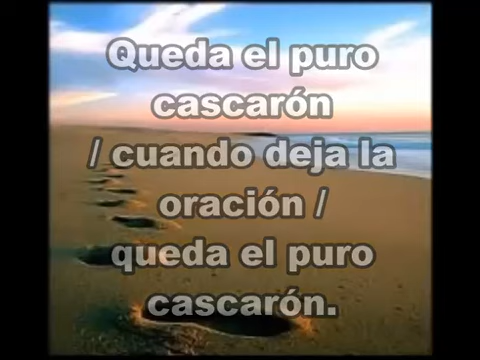 Queda el puro
cascarón
/ cuando deja la
oración /
queda el puro
cascarón.